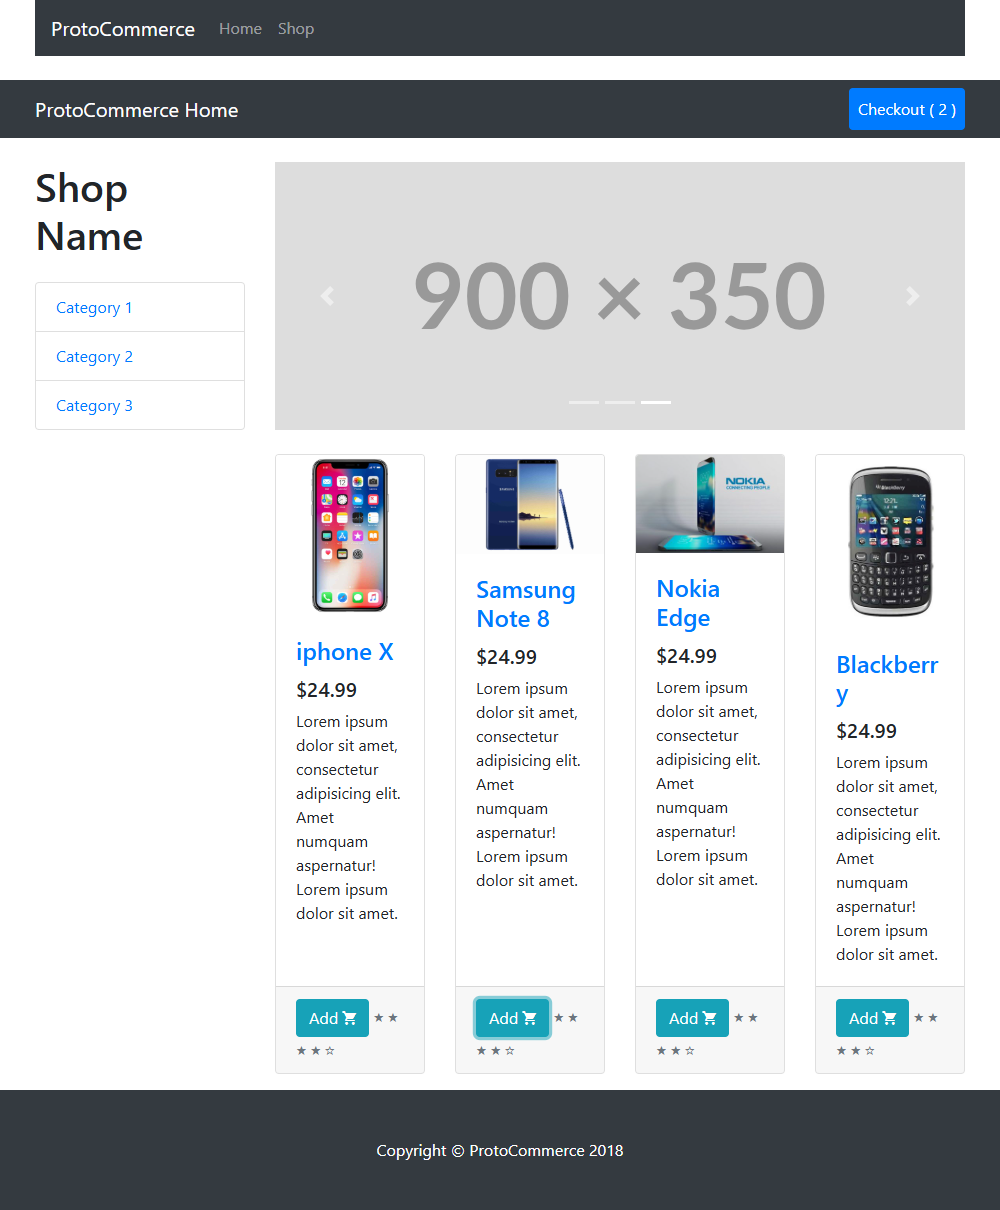 ProtoCommerce Home Shop
ProtoCommerce Home
Checkout ( 2 )
Shop
Name
Category 1
Category 2
Category 3
900 × 350
iphone X
$24.99
Lorem ipsum
dolor sit amet,
consectetur
adipisicing elit.
Amet
numquam
aspernatur!
Lorem ipsum
dolor sit amet.
Add ★ ★
★ ★ ☆
Samsung
Note 8
$24.99
Lorem ipsum
dolor sit amet,
consectetur
adipisicing elit.
Amet
numquam
aspernatur!
Lorem ipsum
dolor sit amet.
Add ★ ★
★ ★ ☆
NOKIA
CONNECTING PEOPLE
Nokia
Edge
$24.99
Lorem ipsum
dolor sit amet,
consectetur
adipisicing elit.
Amet
numquam
aspernatur!
Lorem ipsum
dolor sit amet.
Add ★ ★
★ ★ ☆
BlackBerry
Blackberr
y
$24.99
Lorem ipsum
dolor sit amet,
consectetur
adipisicing elit.
Amet
numquam
aspernatur!
Lorem ipsum
dolor sit amet.
Add ★ ★
★ ★ ☆
Copyright © ProtoCommerce 2018